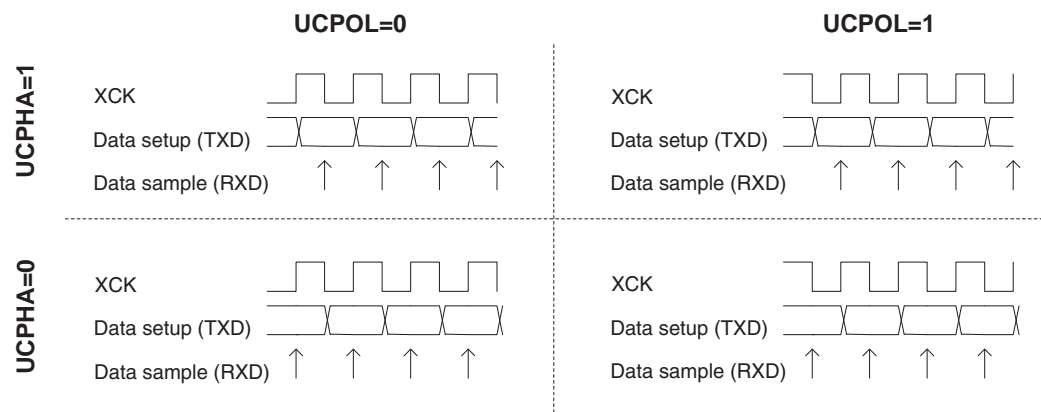 UCPOL=0
UCPOL=1
UCPHA=1
XCK
Data setup (TXD)
Data sample (RXD)
XCK
Data setup (TXD)
Data sample (RXD)
UCPHA=0
XCK
Data setup (TXD)
Data sample (RXD)
XCK
Data setup (TXD)
Data sample (RXD)